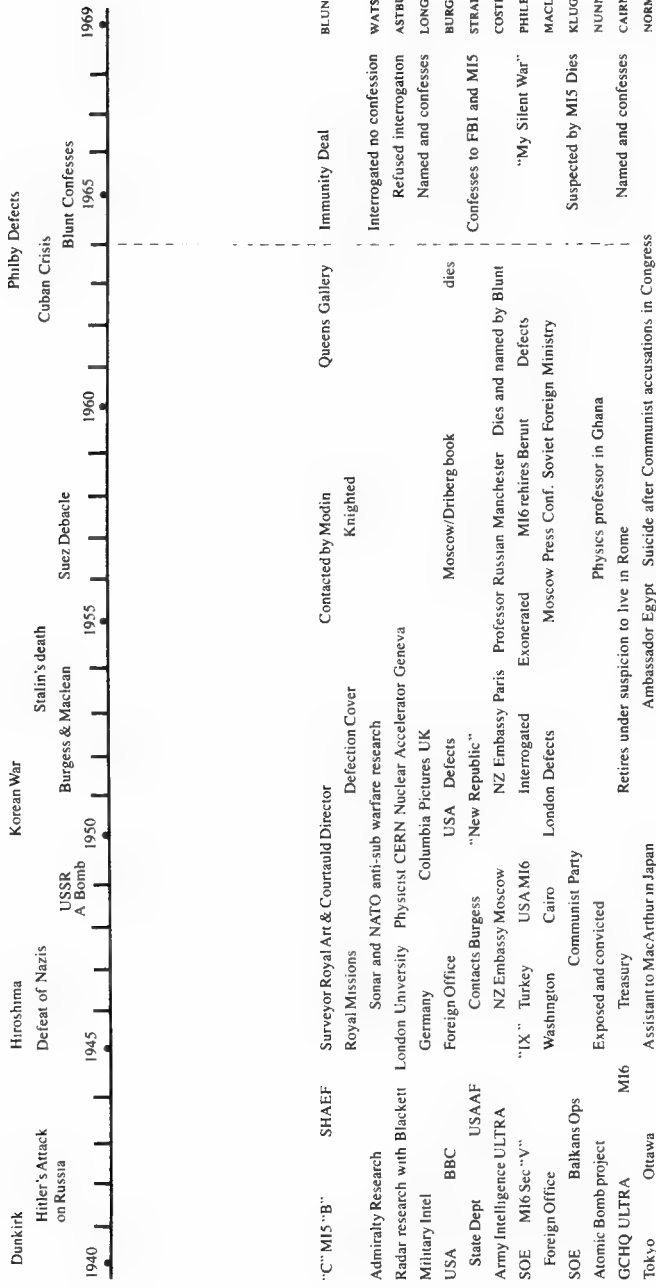 Dunkirk Hiroshima Korean War Philby Defects
Hitler's Attack Defeat of Nazis Stalin's death Cuban Crisis
on Russia USSR Burgess & Maclean Suez Debacle Blunt Confesses
A Bomb
1940 1945 1950 1955 1960 1965 1969
"C" MI5 "B" SHAEF Surveyor Royal Art & Courtauld Director Contacted by Modin Queens Gallery Immunity Deal BLUN
Royal Missions Defection Cover Knighted
Admiralty Research Sonar and NATO anti-sub warfare research Interrogated no confession WATS
Radar research with Blackett London University Physicist CERN Nuclear Accelerator Geneva Refused interrogation ASTBU
Military Intel Germany Columbia Pictures UK Named and confesses LONG
USA BBC Foreign Office USA Defects Moscow/Driberg book dies BURG
State Dept USAAF Contacts Burgess "New Republic" Confesses to FBI and MI5 STRAI
Army Intelligence ULTRA NZ Embassy Moscow NZ Embassy Paris Professor Russian Manchester Dies and named by Blunt COSTE
SOE MI6 Sec "V" "IX" Turkey USA MI6 Interrogated Exonerated MI6 rehires Beruit Defects "My Silent War" PHILB
Foreign Office Washington Cairo London Defects Moscow Press Conf. Soviet Foreign Ministry MACL
SOE Balkans Ops Communist Party Suspected by MI5 Dies KLUG
Atomic Bomb project Exposed and convicted Physics professor in Ghana NUNN
GCHQ ULTRA MI6 Treasury Retires under suspicion to live in Rome Named and confesses CAIRN
Tokyo Ottawa Assistant to MacArthur in Japan Ambassador Egypt Suicide after Communist accusations in Congress NORM